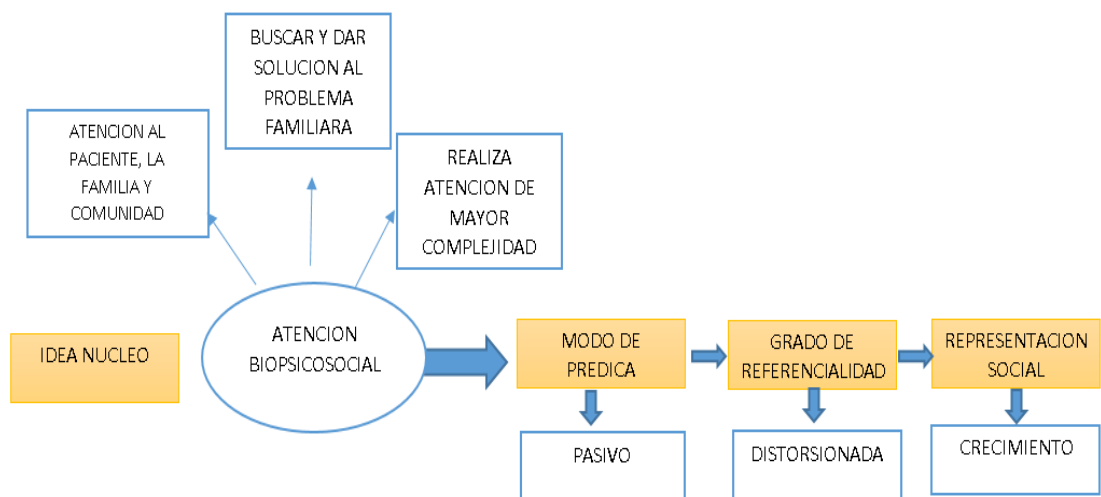 BUSCAR Y DAR
SOLUCION AL
PROBLEMA
FAMILIARA
ATENCION AL
PACIENTE, LA
FAMILIA Y
COMUNIDAD
REALIZA
ATENCION DE
MAYOR
COMPLEJIDAD
IDEA NUCLEO
ATENCION
BIOPSICOSOCIAL
MODO DE
PREDICA
GRADO DE
REFERENCIALIDAD
REPRESENTACION
SOCIAL
PASIVO
DISTORSIONADA
CRECIMIENTO